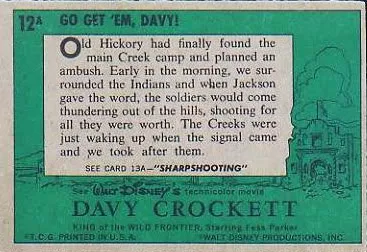 12A GO GET 'EM, DAVY!
Old Hickory had finally found the
main Creek camp and planned an
ambush. Early in the morning, we sur-
rounded the Indians and when Jackson
gave the word, the soldiers would come
thundering out of the hills, shooting for
all they were worth. The Creeks were
just waking up when the signal came
and we took after them.
SEE CARD 13A—"SHARPSHOOTING"
See WALT DISNEY'S technicolor movie
DAVY CROCKETT
KING of the WILD FRONTIER, Starring Fess Parker
©T.C.G. PRINTED IN U.S.A. ©WALT DISNEY PRODUCTIONS, INC.